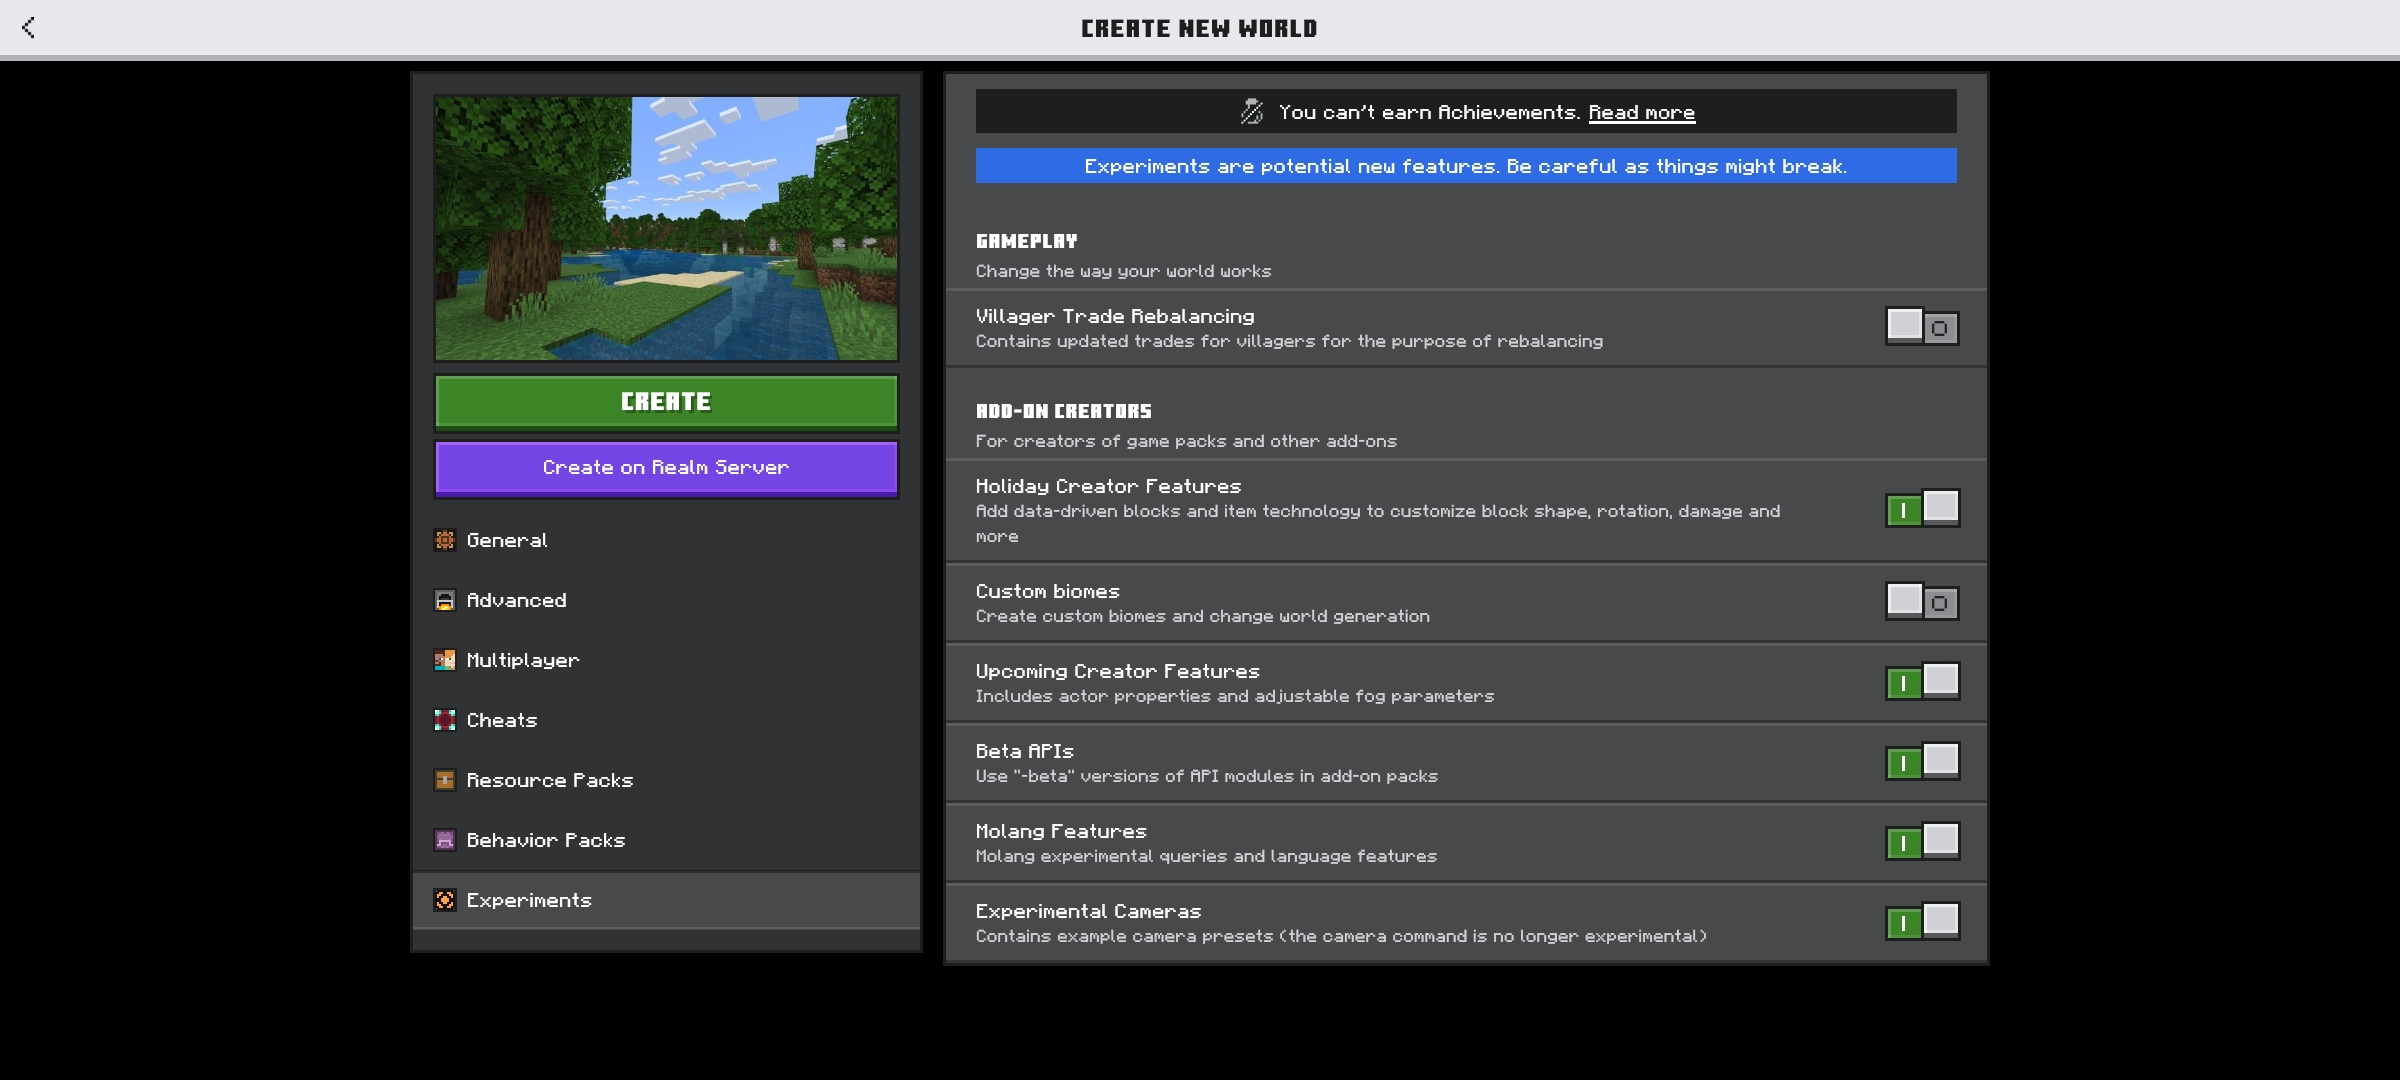 CREATE NEW WORLD
CREATE
Create on Realm Server
General
Advanced
Multiplayer
Cheats
Resource Packs
Behavior Packs
Experiments
You can't earn Achievements. Read more
Experiments are potential new features. Be careful as things might break.
GAMEPLAY
Change the way your world works
Villager Trade Rebalancing
Contains updated trades for villagers for the purpose of rebalancing
ADD-ON CREATORS
For creators of game packs and other add-ons
Holiday Creator Features
Add data-driven blocks and item technology to customize block shape, rotation, damage and
more
Custom biomes
Create custom biomes and change world generation
Upcoming Creator Features
Includes actor properties and adjustable fog parameters
Beta APIs
Use "-beta" versions of API modules in add-on packs
Molang Features
Molang experimental queries and language features
Experimental Cameras
Contains example camera presets (the camera command is no longer experimental)